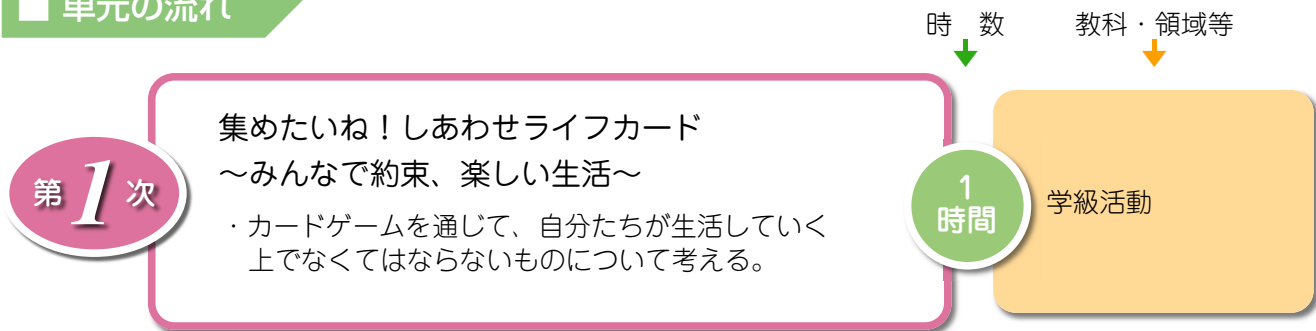 ■ 単元の流れ
時 数 教科・領域等
第1次
集めたいね！しあわせライフカード
～みんなで約束、楽しい生活～
・カードゲームを通じて、自分たちが生活していく
上でなくてはならないものについて考える。
1
時間
学級活動